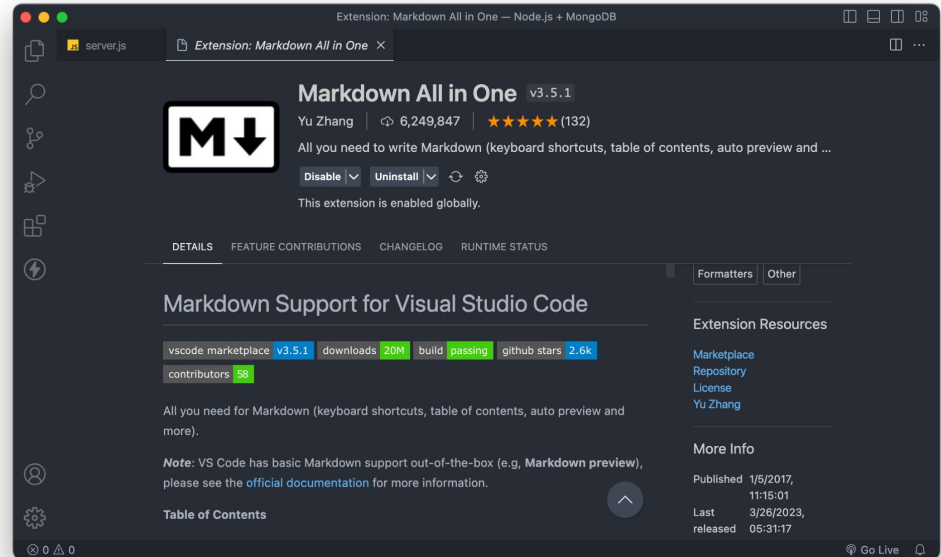 Extension: Markdown All in One — Node.js + MongoDB
JS server.js
Extension: Markdown All in One
M
Markdown All in One v3.5.1
Yu Zhang 6,249,847 ★★★★★(132)
All you need to write Markdown (keyboard shortcuts, table of contents, auto preview and ...
Disable Uninstall
This extension is enabled globally.
DETAILS FEATURE CONTRIBUTIONS CHANGELOG RUNTIME STATUS
Markdown Support for Visual Studio Code
vscode marketplace v3.5.1 downloads 20M build passing github stars 2.6k
contributors 58
All you need for Markdown (keyboard shortcuts, table of contents, auto preview and
more).
Note: VS Code has basic Markdown support out-of-the-box (e.g, Markdown preview),
please see the official documentation for more information.
Table of Contents
Formatters Other
Extension Resources
Marketplace
Repository
License
Yu Zhang
More Info
Published 1/5/2017,
11:15:01
Last 3/26/2023,
released 05:31:17
0 0
Go Live